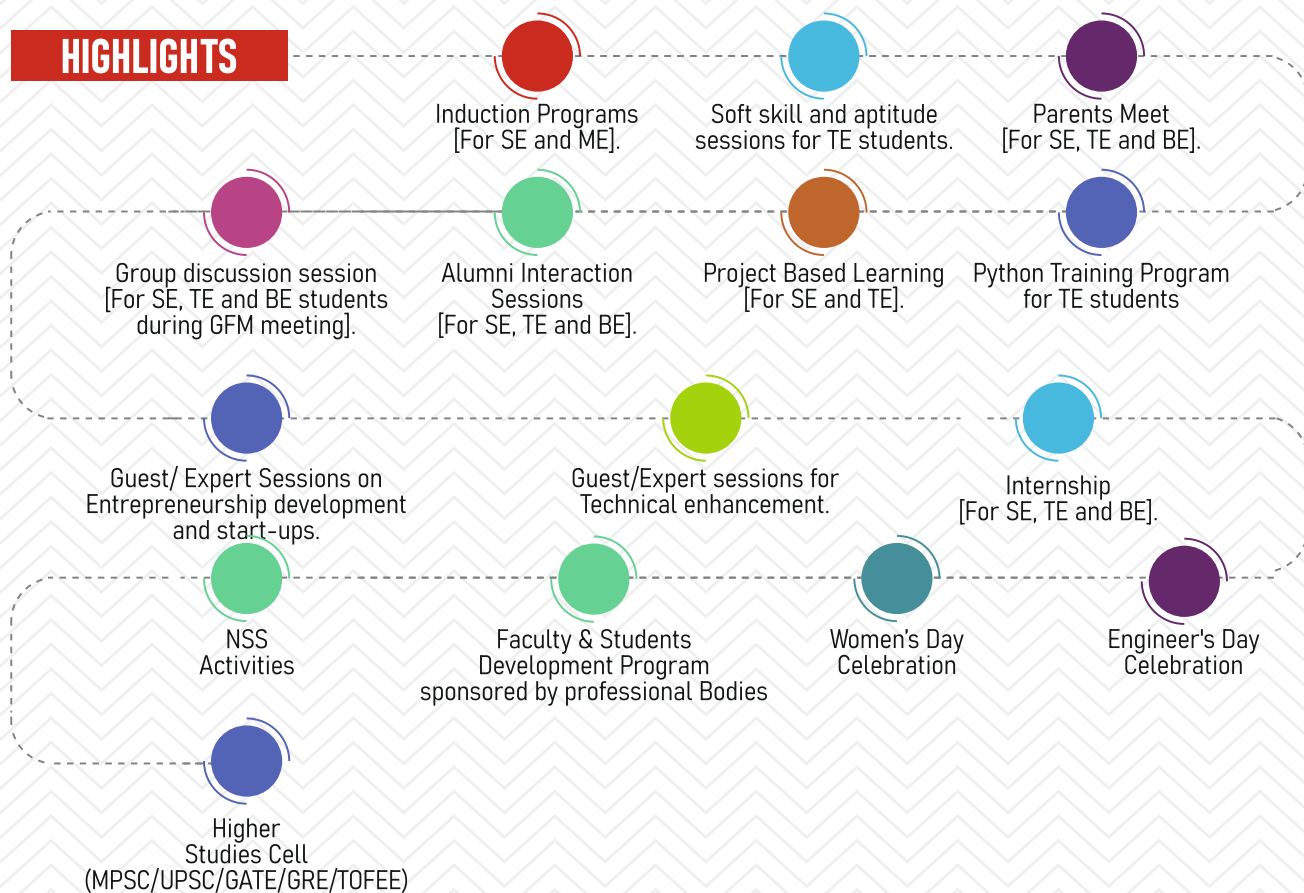 HIGHLIGHTS
Induction Programs
[For SE and ME].
Soft skill and aptitude
sessions for TE students.
Parents Meet
[For SE, TE and BE].
Group discussion session
[For SE, TE and BE students
during GFM meeting].
Alumni Interaction
Sessions
[For SE, TE and BE].
Project Based Learning
[For SE and TE].
Python Training Program
for TE students
Guest/ Expert Sessions on
Entrepreneurship development
and start-ups.
Guest/Expert sessions for
Technical enhancement.
Internship
[For SE, TE and BE].
NSS
Activities
Faculty & Students
Development Program
sponsored by professional Bodies
Women’s Day
Celebration
Engineer's Day
Celebration
Higher
Studies Cell
(MPSC/UPSC/GATE/GRE/TOFEE)